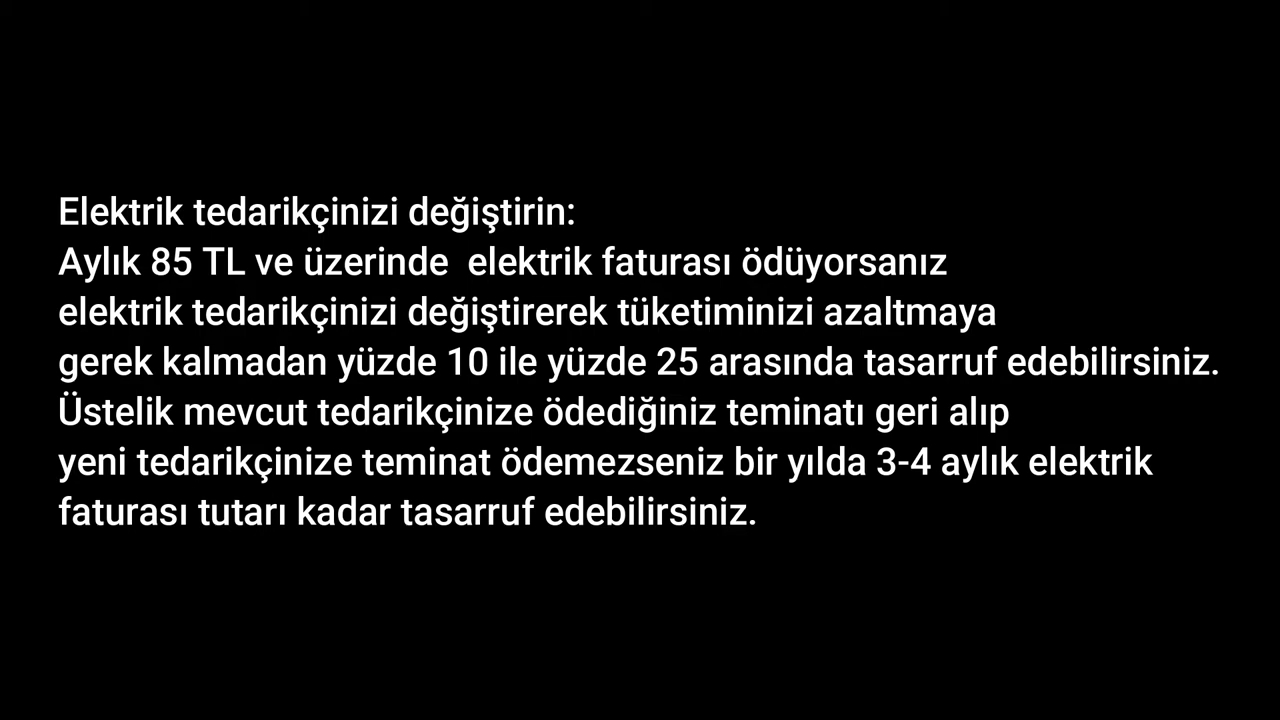 Elektrik tedarikçinizi değiştirin:
Aylık 85 TL ve üzerinde  elektrik faturası ödüyorsanız
elektrik tedarikçinizi değiştirerek tüketiminizi azaltmaya
gerek kalmadan yüzde 10 ile yüzde 25 arasında tasarruf edebilirsiniz.
Üstelik mevcut tedarikçinize ödediğiniz teminatı geri alıp
yeni tedarikçinize teminat ödemezseniz bir yılda 3-4 aylık elektrik
faturası tutarı kadar tasarruf edebilirsiniz.